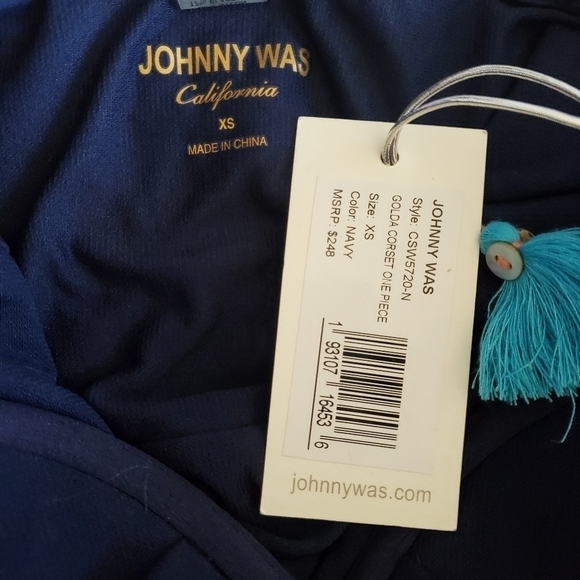 JOHNNY WAS
California
XS
MADE IN CHINA
JOHNNY WAS
Style: CSW5720-N
GOLDA CORSET ONE PIECE
Size: XS
Color: NAVY
MSRP: $248
1 93107 16453 6
johnnywas.com